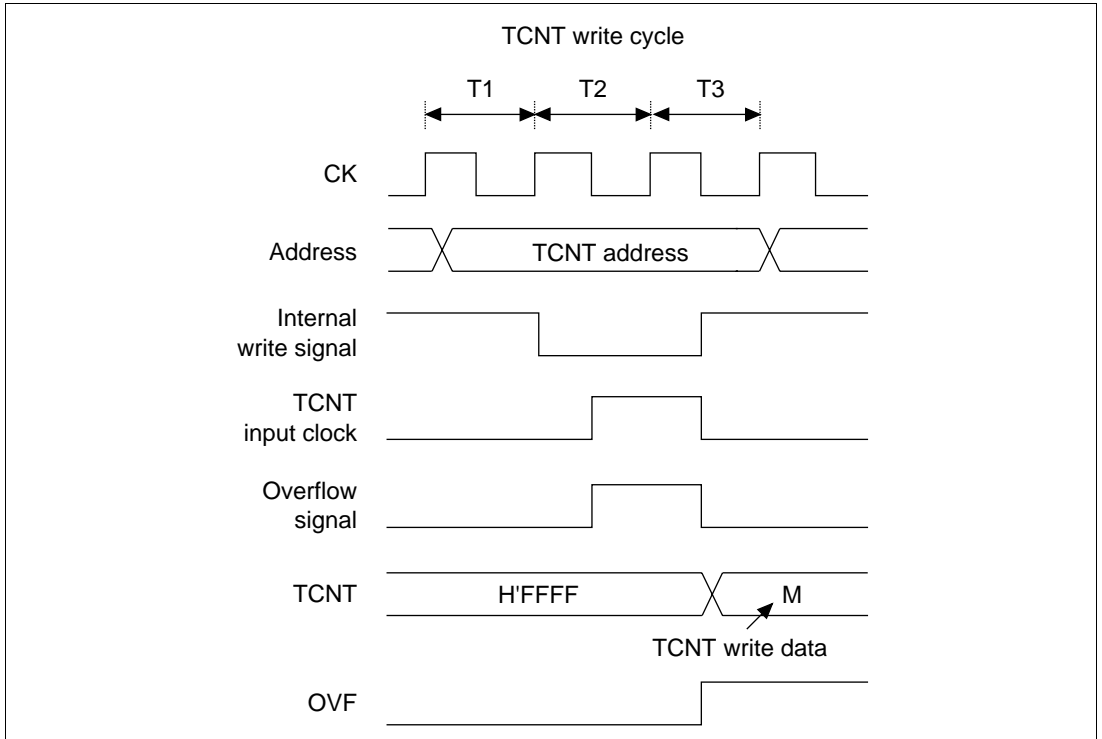 TCNT write cycle
T1 T2 T3
CK
Address
TCNT address
Internal
write signal
TCNT
input clock
Overflow
signal
TCNT
H'FFFF
M
TCNT write data
OVF